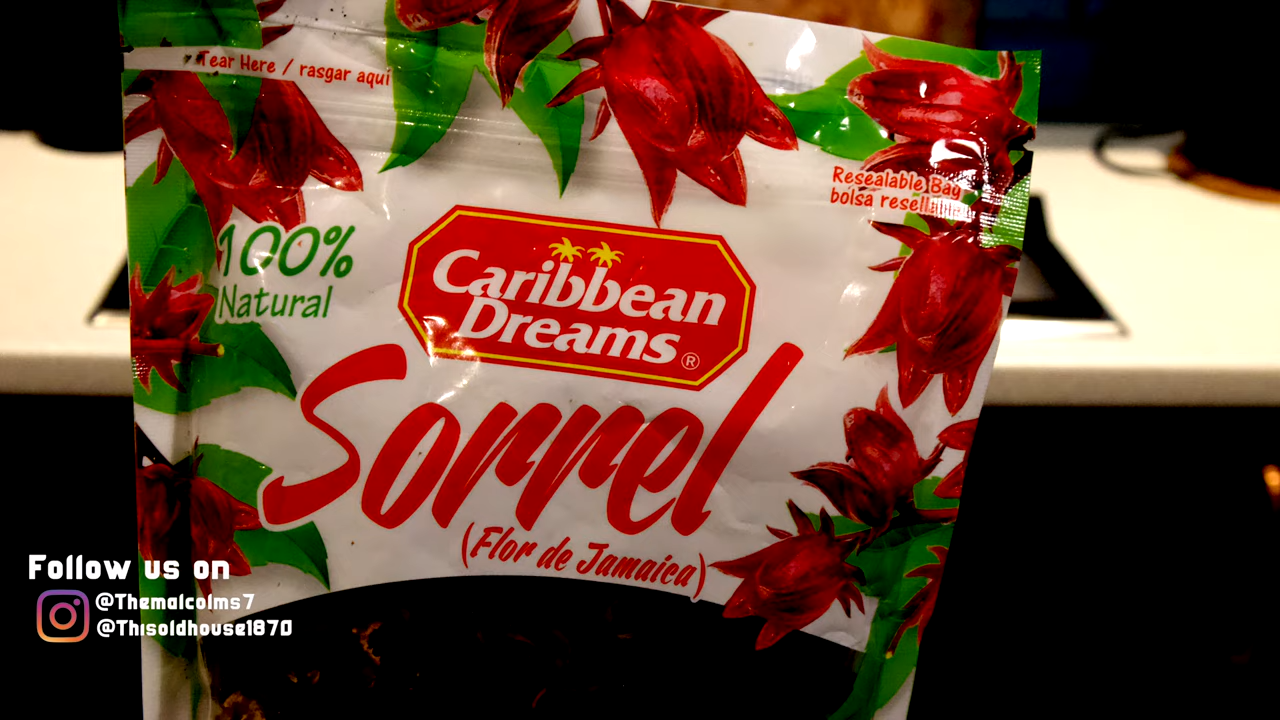 Tear Here / rasgar aquí
Resealable Bag
bolsa resellable
100%
Natural
Caribbean
Dreams®
Sorrel
(Flor de Jamaica)
Follow us on
@Themalcolms7
@Thisoldhouse1870